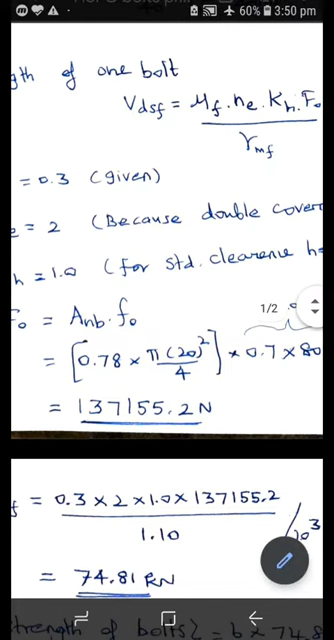 60% 3:50 pm
gth of one bolt
Vdsf = μf. ne. Kh. Fo
γmf
= 0.3 (given)
e = 2 (Because double cover
h = 1.0 (for std. clearence h
Fo = Anb. fo
1/2
= [0.78 × π(20)²/4] × 0.7 × 80
= 137155.2 N
f = 0.3 × 2 × 1.0 × 137155.2 / 10³
1.10
= 74.81 KN
strength of bolts} = 6 × 74.8